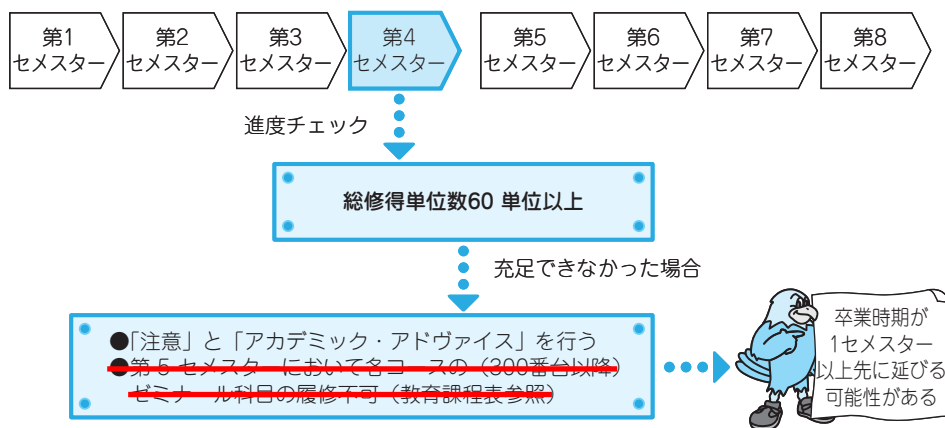 第1
セメスター
第2
セメスター
第3
セメスター
第4
セメスター
第5
セメスター
第6
セメスター
第7
セメスター
第8
セメスター
進度チェック
総修得単位数60 単位以上
充足できなかった場合
●「注意」と「アカデミック・アドヴァイス」を行う
●第 5 セメスターにおいて各コースの（300番台以降）
ゼミナール科目の履修不可（教育課程表参照）
卒業時期が
1セメスター
以上先に延びる
可能性がある